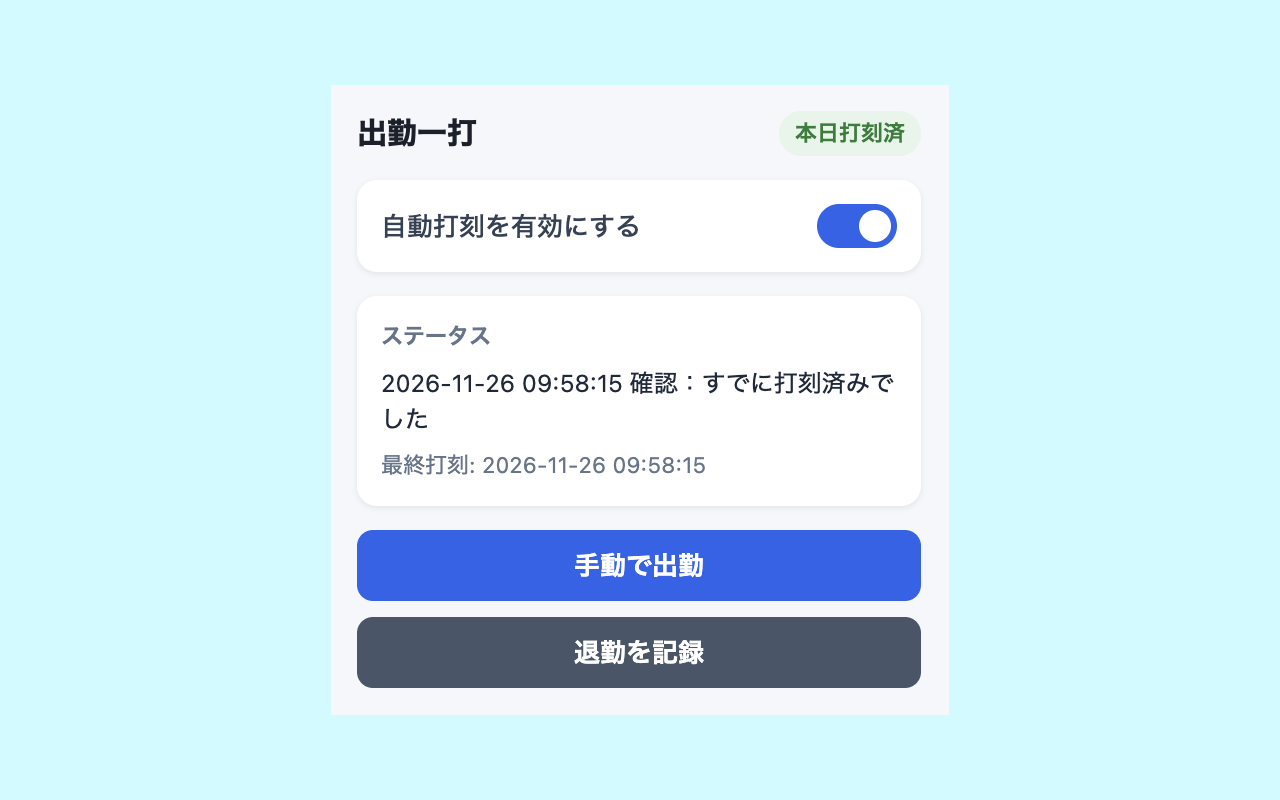 出勤一打
本日打刻済
自動打刻を有効にする
ステータス
2026-11-26 09:58:15 確認：すでに打刻済みで
した
最終打刻: 2026-11-26 09:58:15
手動で出勤
退勤を記録